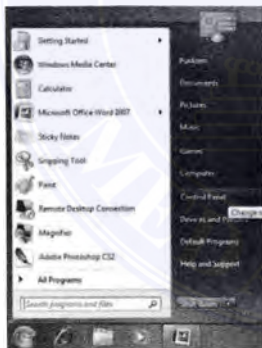 Getting Started
Windows Media Center
Calculator
Microsoft Office Word 2007
Sticky Notes
Snipping Tool
Paint
Remote Desktop Connection
Magnifier
Adobe Photoshop CS2
All Programs
Search programs and files
Documents
Pictures
Music
Games
Computer
Control Panel
Devices and
Default Programs
Help and Support